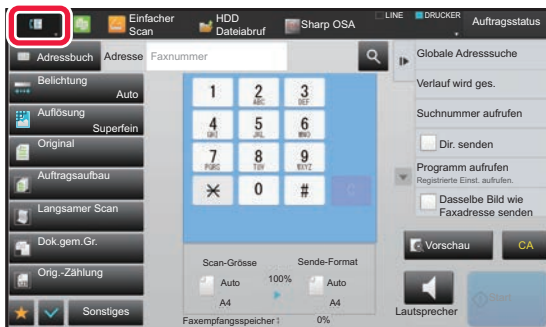 Einfacher
Scan
HDD
Dateiabruf
Sharp OSA
LINE
DRUCKER
Auftragsstatus
Adressbuch
Adresse
Faxnummer
Belichtung
Auto
Auflösung
Superfein
Original
Auftragsaufbau
Langsamer Scan
Dok.gem.Gr.
Orig.-Zählung
Sonstiges
1
2
ABC
3
DEF
4
GHI
5
JKL
6
MNO
7
PQRS
8
TUV
9
WXYZ
0
#
C
Scan-Grösse
Sende-Format
Auto
100%
Auto
A4
A4
Faxempfangsspeicher:
0%
Globale Adresssuche
Verlauf wird ges.
Suchnummer aufrufen
Dir. senden
Programm aufrufen
Registrierte Einst. aufrufen.
Dasselbe Bild wie
Faxadresse senden
Vorschau
CA
Lautsprecher
Start